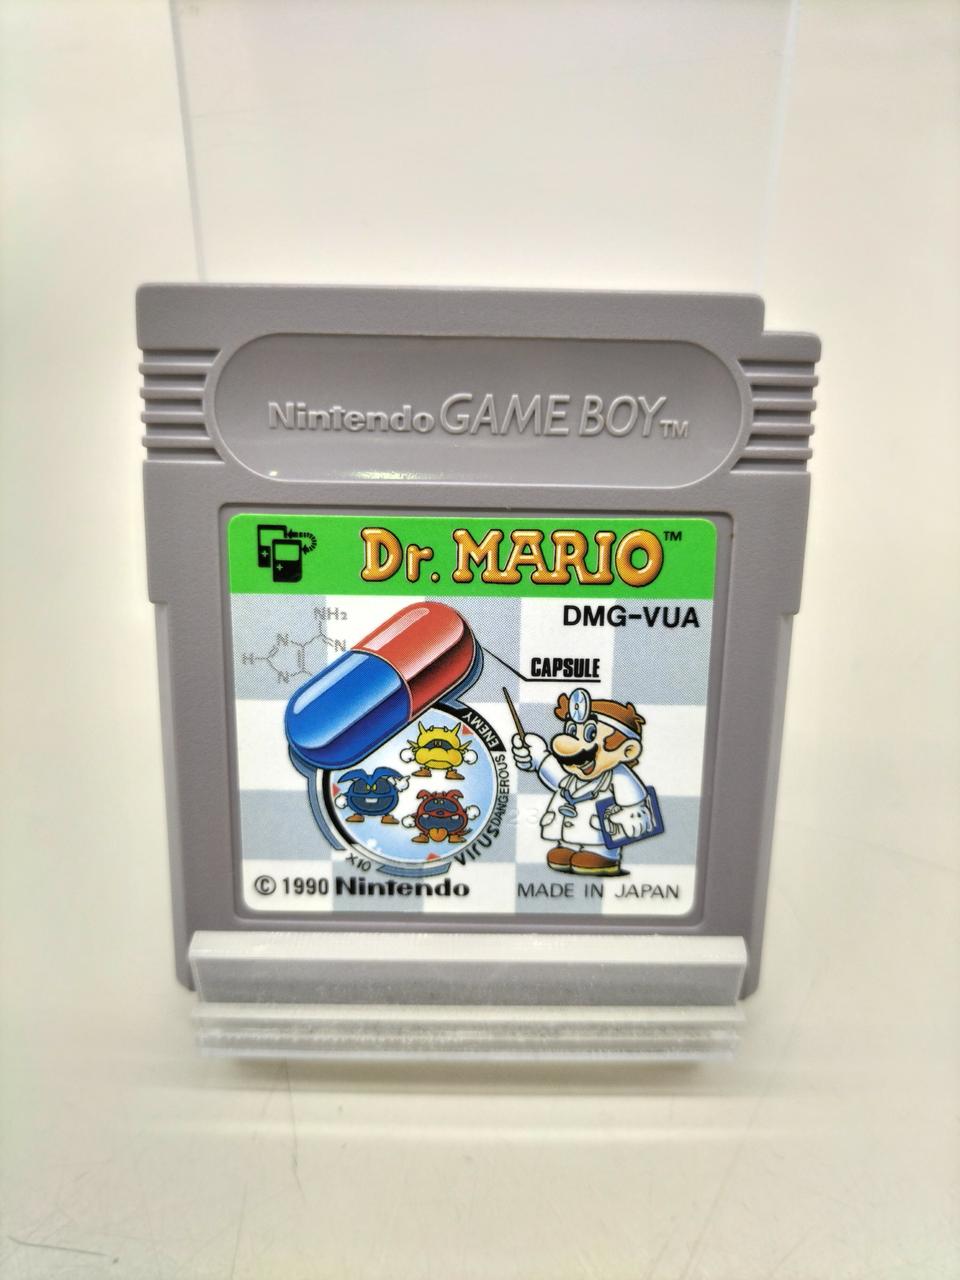 Nintendo GAME BOY™
Dr. MARIO™
DMG-VUA
NH₂
N
N
H
N
CAPSULE
ENEMY
DANGEROUS
VIRUS
X10
© 1990 Nintendo
MADE IN JAPAN